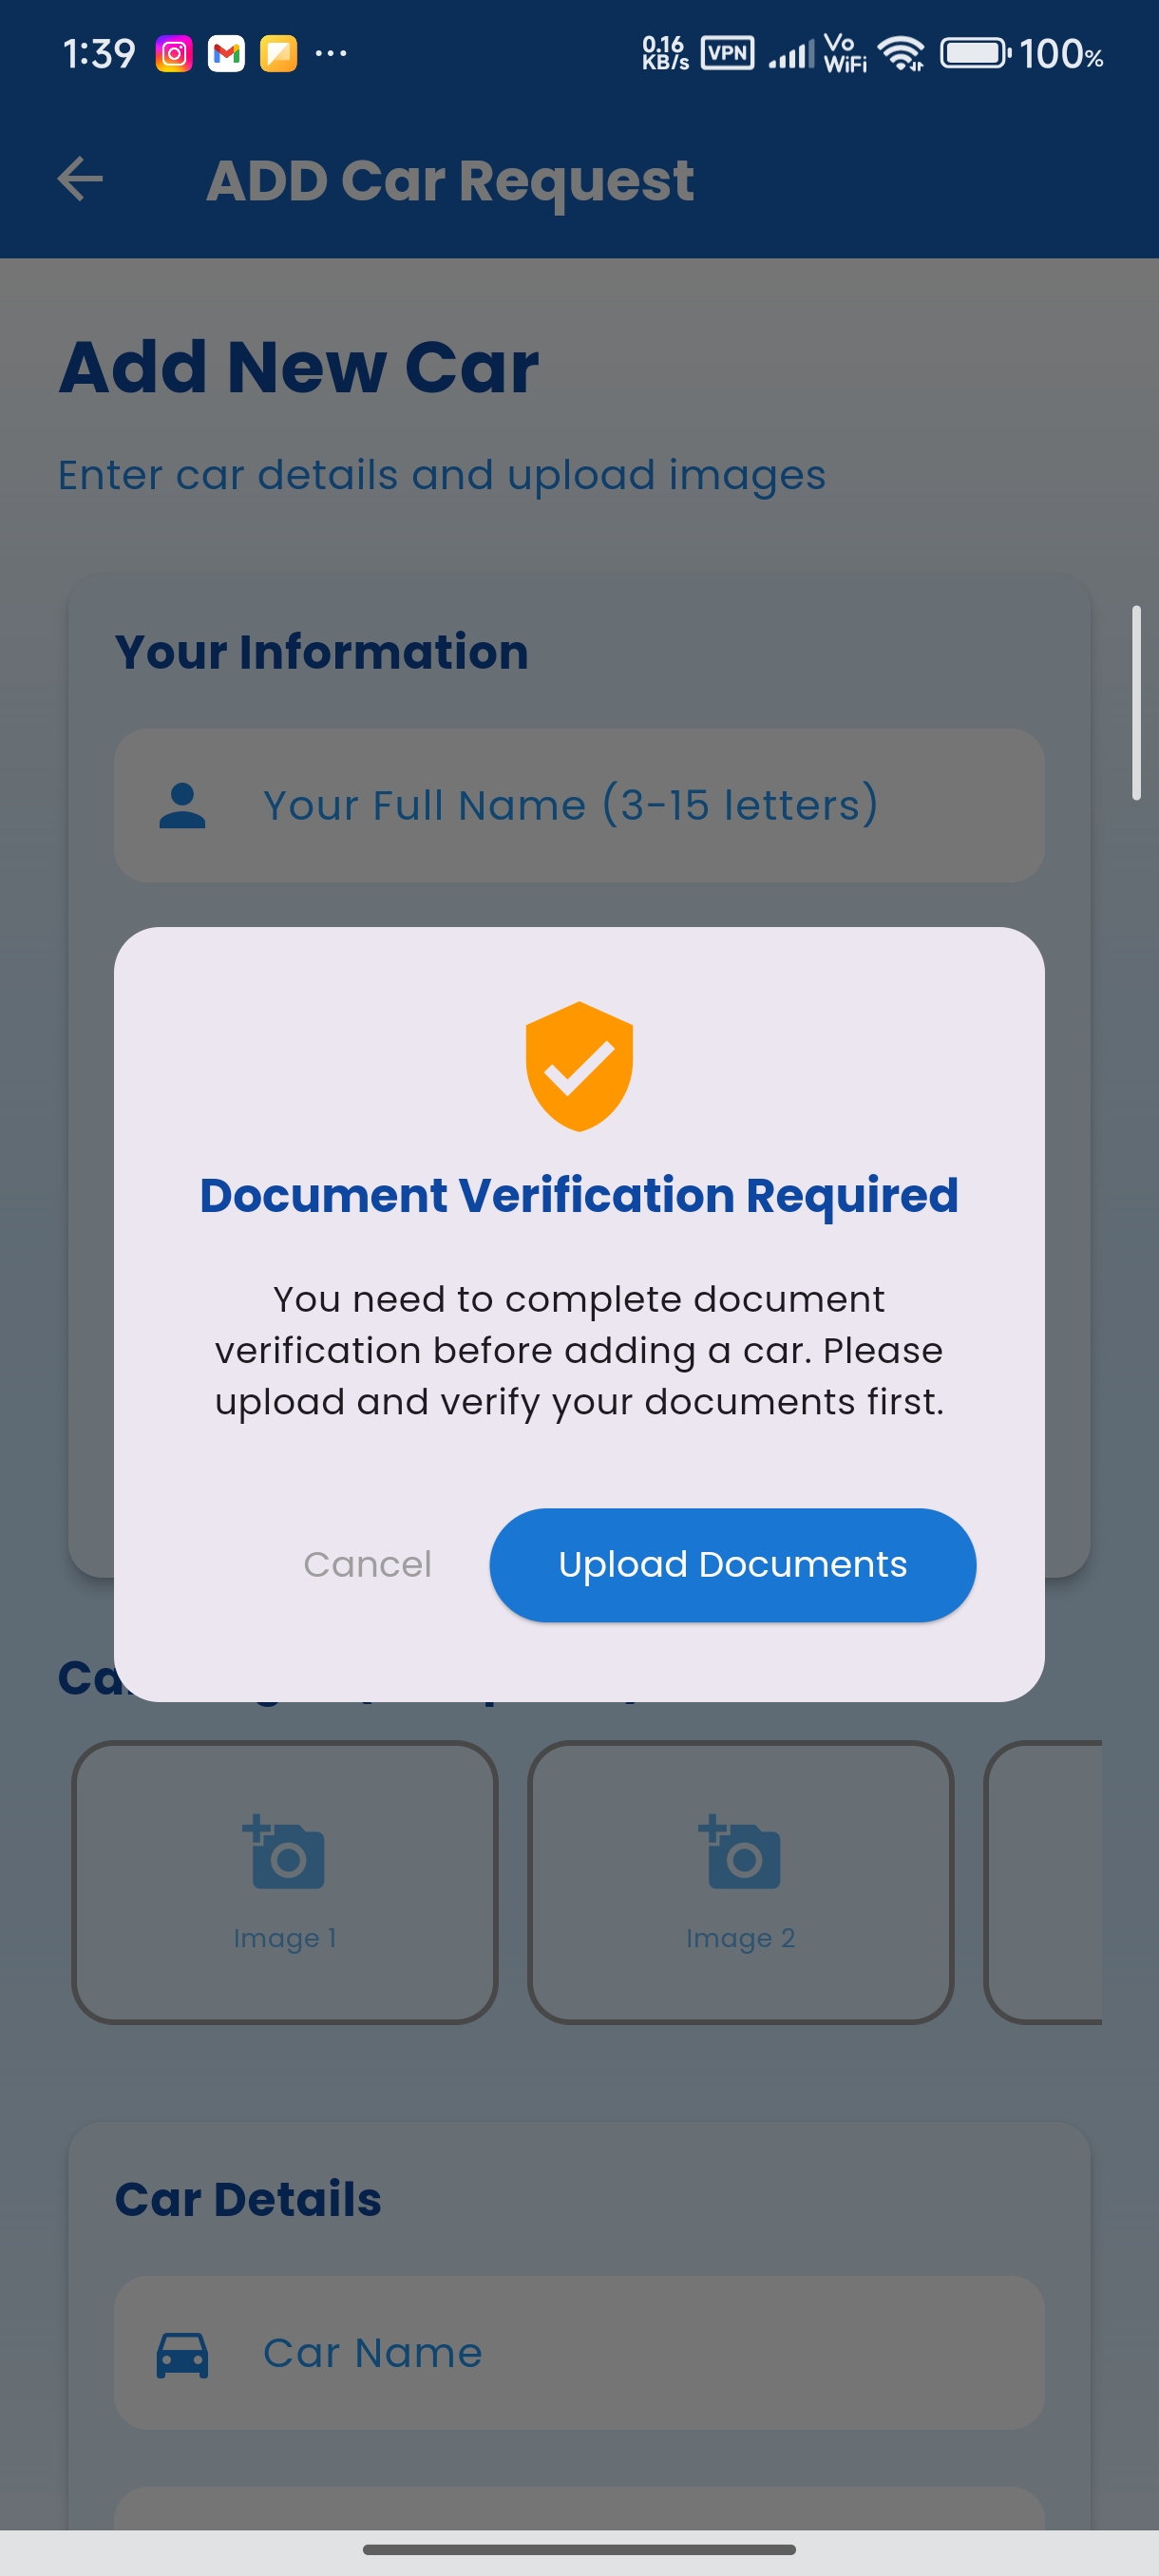 1:39
0.16 KB/s VPN Vo WiFi 100%
ADD Car Request
Add New Car
Enter car details and upload images
Your Information
Your Full Name (3-15 letters)
Document Verification Required
You need to complete document
verification before adding a car. Please
upload and verify your documents first.
Cancel
Upload Documents
Image 1
Image 2
Car Details
Car Name